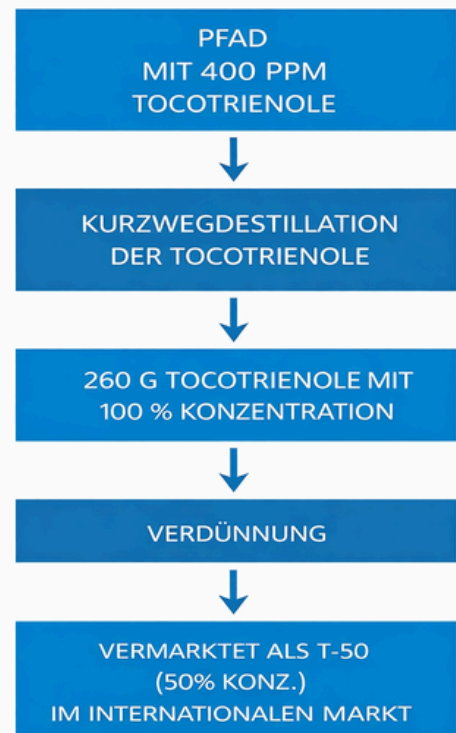 PFAD
MIT 400 PPM
TOCOTRIENOLE
KURZWEGDESTILLATION
DER TOCOTRIENOLE
260 G TOCOTRIENOLE MIT
100 % KONZENTRATION
VERDÜNNUNG
VERMARKTET ALS T-50
(50% KONZ.)
IM INTERNATIONALEN MARKT